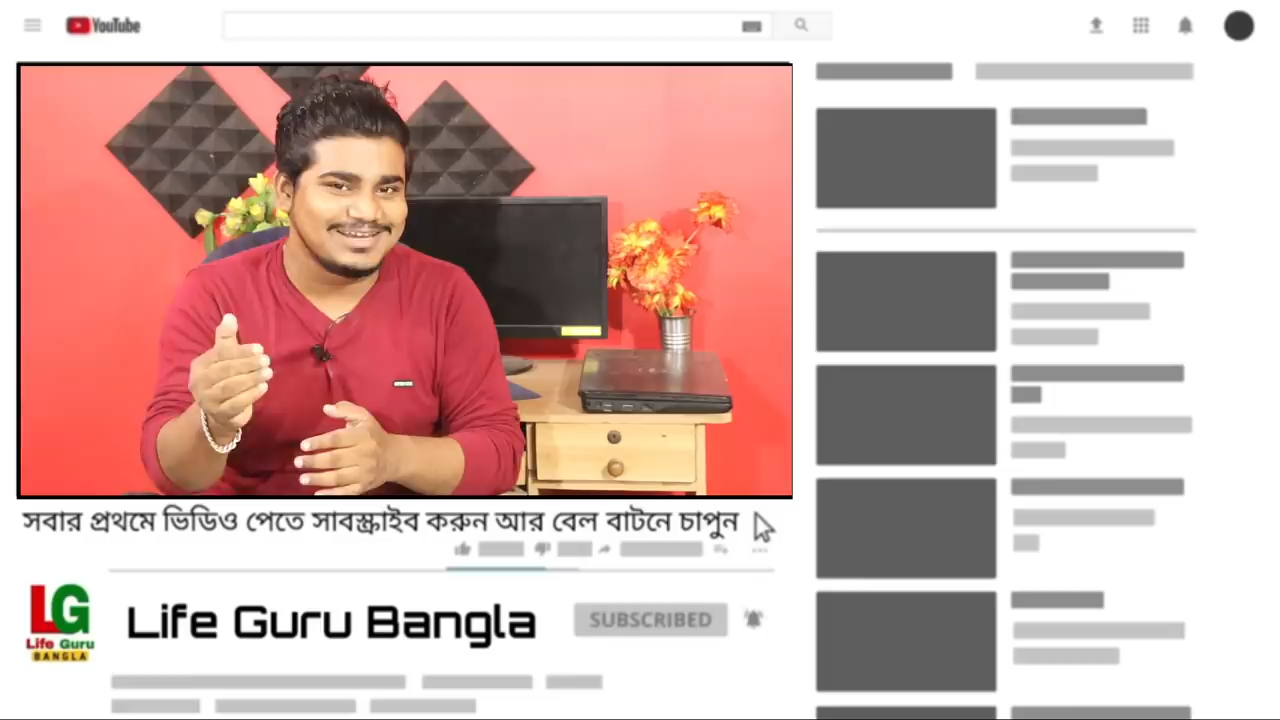 YouTube
সবার প্রথমে ভিডিও পেতে সাবস্ক্রাইব করুন আর বেল বাটনে চাপুন
LG
Life Guru
BANGLA
Life Guru Bangla
SUBSCRIBED